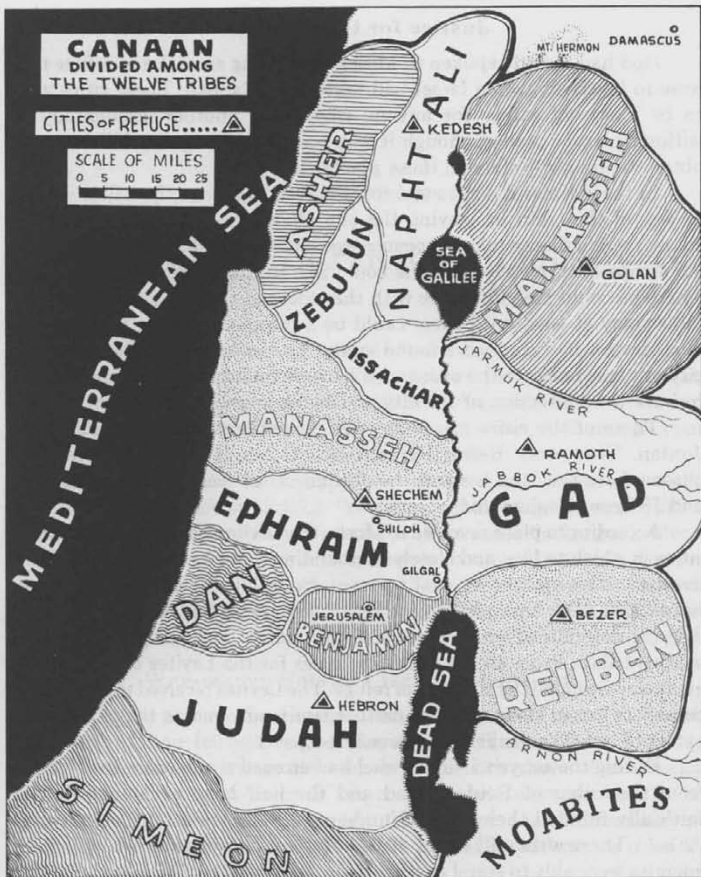 CANAAN
DIVIDED AMONG
THE TWELVE TRIBES
CITIES OF REFUGE.....
SCALE OF MILES
0 5 10 15 20 25
DAMASCUS
MT. HERMON
KEDESH
NAPHTALI
ASHER
MEDITERRANEAN SEA
ZEBULUN
SEA
OF
GALILEE
MANASSEH
GOLAN
ISSACHAR
YARMUK RIVER
MANASSEH
RAMOTH
ABBOK RIVER
GAD
SHECHEM
SHILOH
EPHRAIM
GILGAL
DAN
JERUSALEM
BENJAMIN
BEZER
REUBEN
DEAD SEA
HEBRON
JUDAH
ARNON RIVER
MOABITES
SIMEON